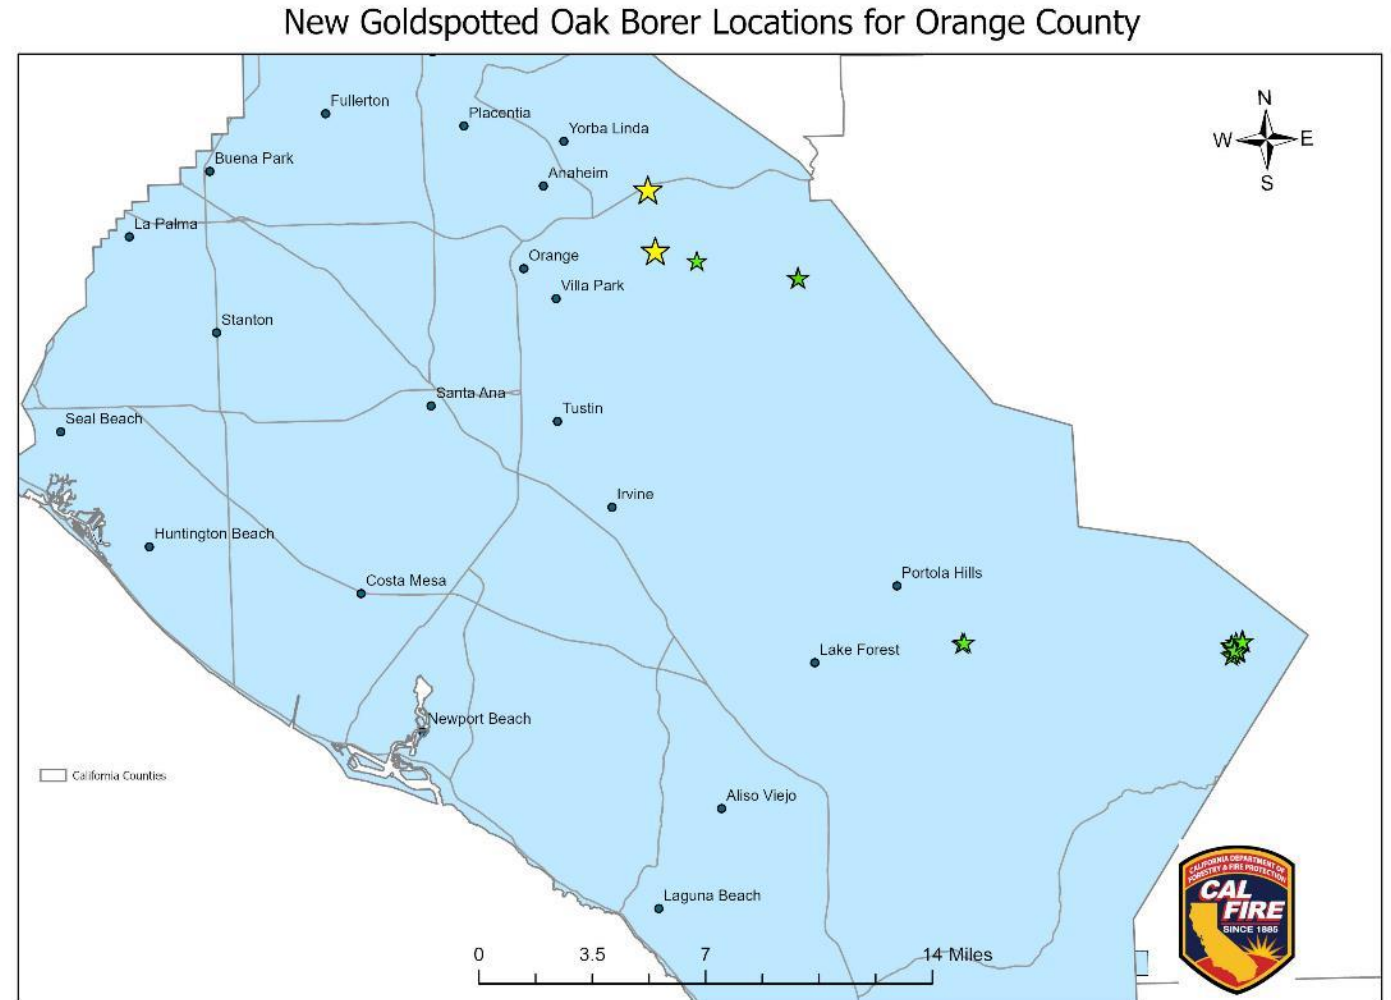 New Goldspotted Oak Borer Locations for Orange County
Fullerton
Placentia
Yorba Linda
Buena Park
Anaheim
La Palma
Orange
Villa Park
Stanton
Santa Ana
Tustin
Seal Beach
Irvine
Huntington Beach
Costa Mesa
Portola Hills
Lake Forest
Newport Beach
California Counties
Aliso Viejo
Laguna Beach
N
W E
S
0 3.5 7 14 Miles
CALIFORNIA DEPARTMENT OF
FORESTRY & FIRE PROTECTION
CAL
FIRE
SINCE 1885